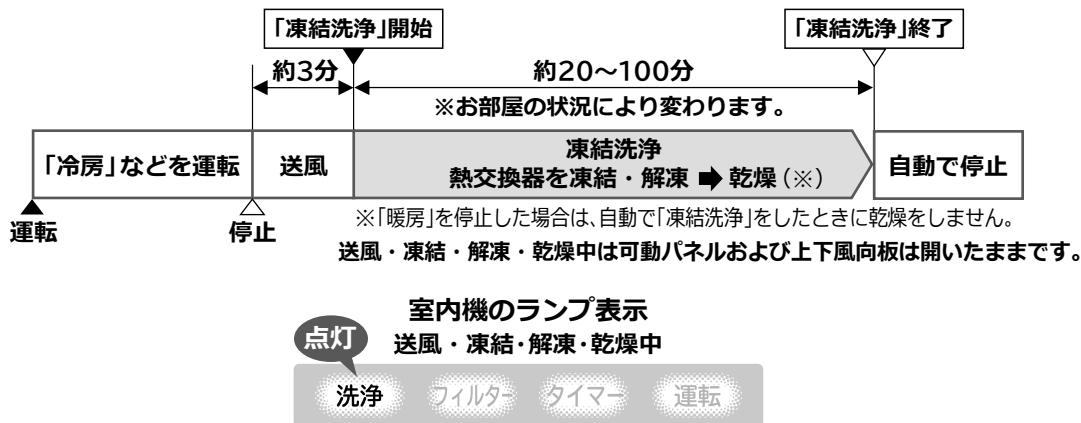 「凍結洗浄」開始
「凍結洗浄」終了
約3分
約20～100分
※お部屋の状況により変わります。
「冷房」などを運転
送風
凍結洗浄
熱交換器を凍結・解凍 ➡ 乾燥（※）
自動で停止
運転
停止
※「暖房」を停止した場合は、自動で「凍結洗浄」をしたときに乾燥をしません。
送風・凍結・解凍・乾燥中は可動パネルおよび上下風向板は開いたままです。
室内機のランプ表示
点灯
送風・凍結・解凍・乾燥中
洗浄
フィルター
タイマー
運転